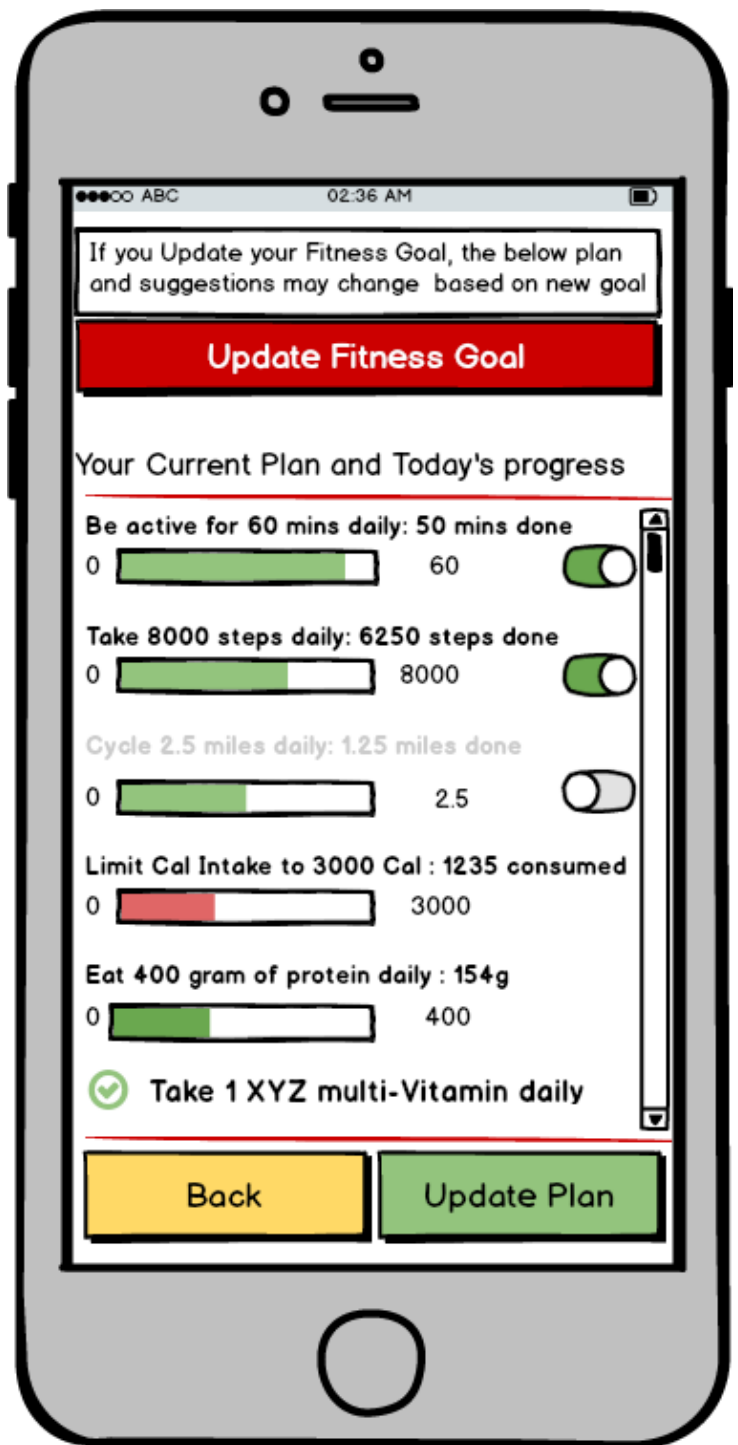 ABC 02:36 AM
If you Update your Fitness Goal, the below plan
and suggestions may change based on new goal
Update Fitness Goal
Your Current Plan and Today's progress
Be active for 60 mins daily: 50 mins done
0 60
Take 8000 steps daily: 6250 steps done
0 8000
Cycle 2.5 miles daily: 1.25 miles done
0 2.5
Limit Cal Intake to 3000 Cal : 1235 consumed
0 3000
Eat 400 gram of protein daily : 154g
0 400
Take 1 XYZ multi-Vitamin daily
Back Update Plan